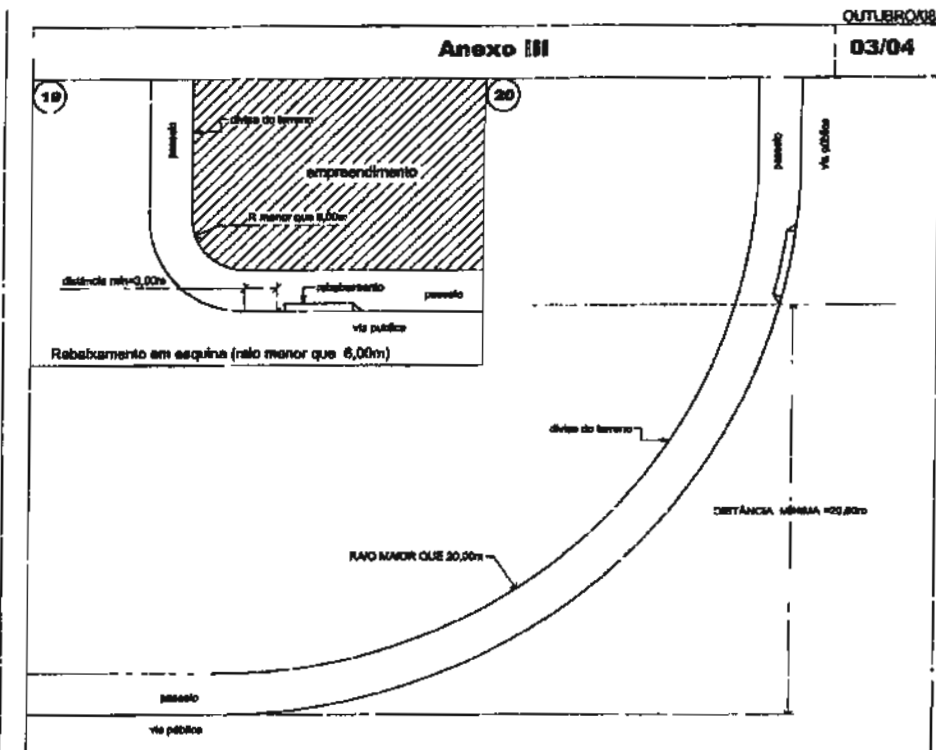 OUTUBRO/08
Anexo III
03/04
19
20
passeio
divisa do terreno
empreendimento
R menor que 6,00m
distância min=3,00m
rebaixamento
passeio
via publica
Rebaixamento em esquina (raio menor que 6,00m)
passeio
via pública
divisa do terreno
DISTÂNCIA MÍNIMA =20,00m
RAIO MAIOR QUE 20,00m
passeio
via pública